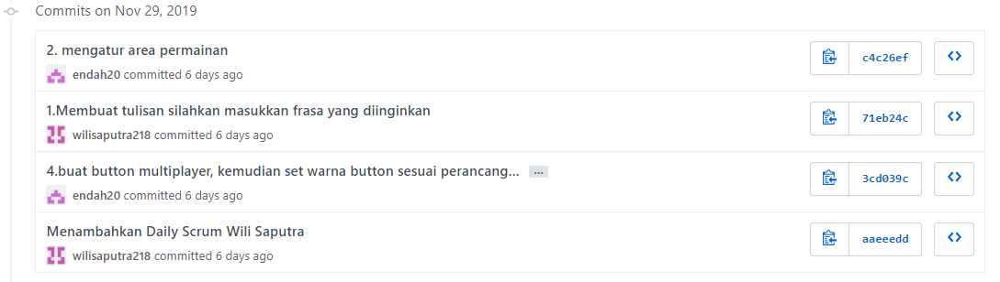 Commits on Nov 29, 2019
2. mengatur area permainan
endah20 committed 6 days ago
c4c26ef
1.Membuat tulisan silahkan masukkan frasa yang diinginkan
wilisaputra218 committed 6 days ago
71eb24c
4.buat button multiplayer, kemudian set warna button sesuai perancang... ...
endah20 committed 6 days ago
3cd039c
Menambahkan Daily Scrum Wili Saputra
wilisaputra218 committed 6 days ago
aaeeedd